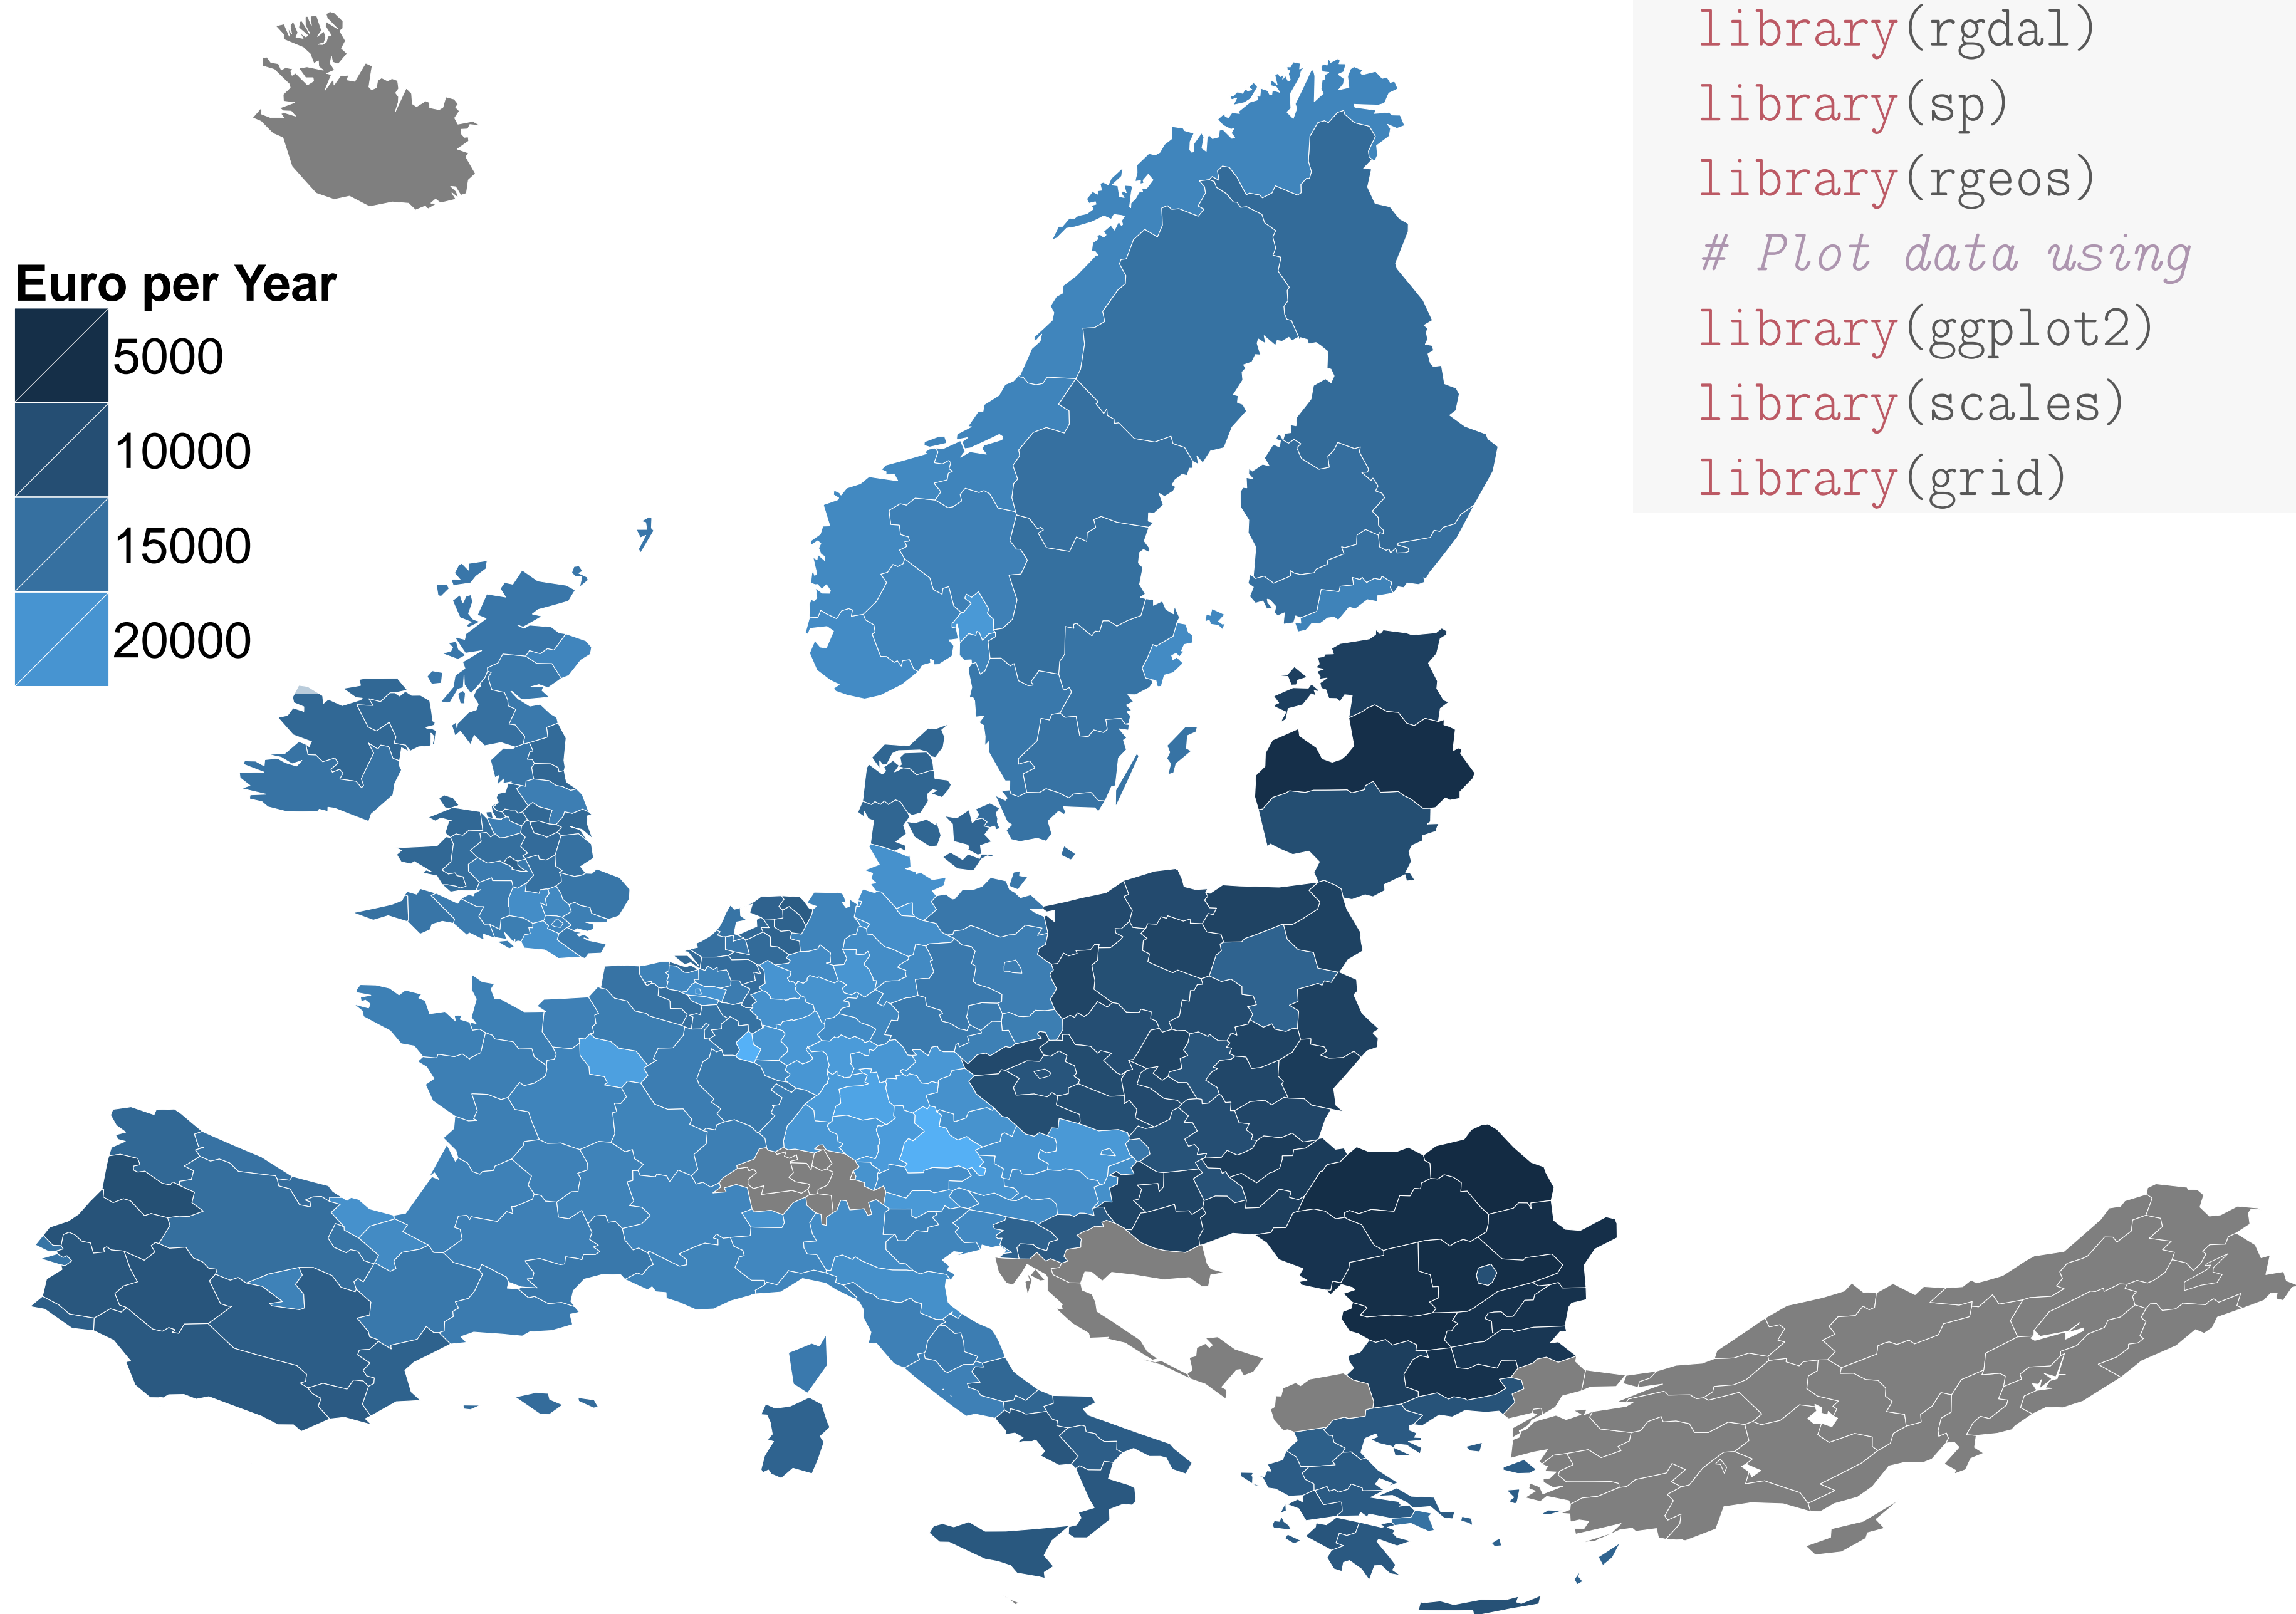 Euro per Year
5000
10000
15000
20000
library(rgdal)
library(sp)
library(rgeos)
# Plot data using
library(ggplot2)
library(scales)
library(grid)